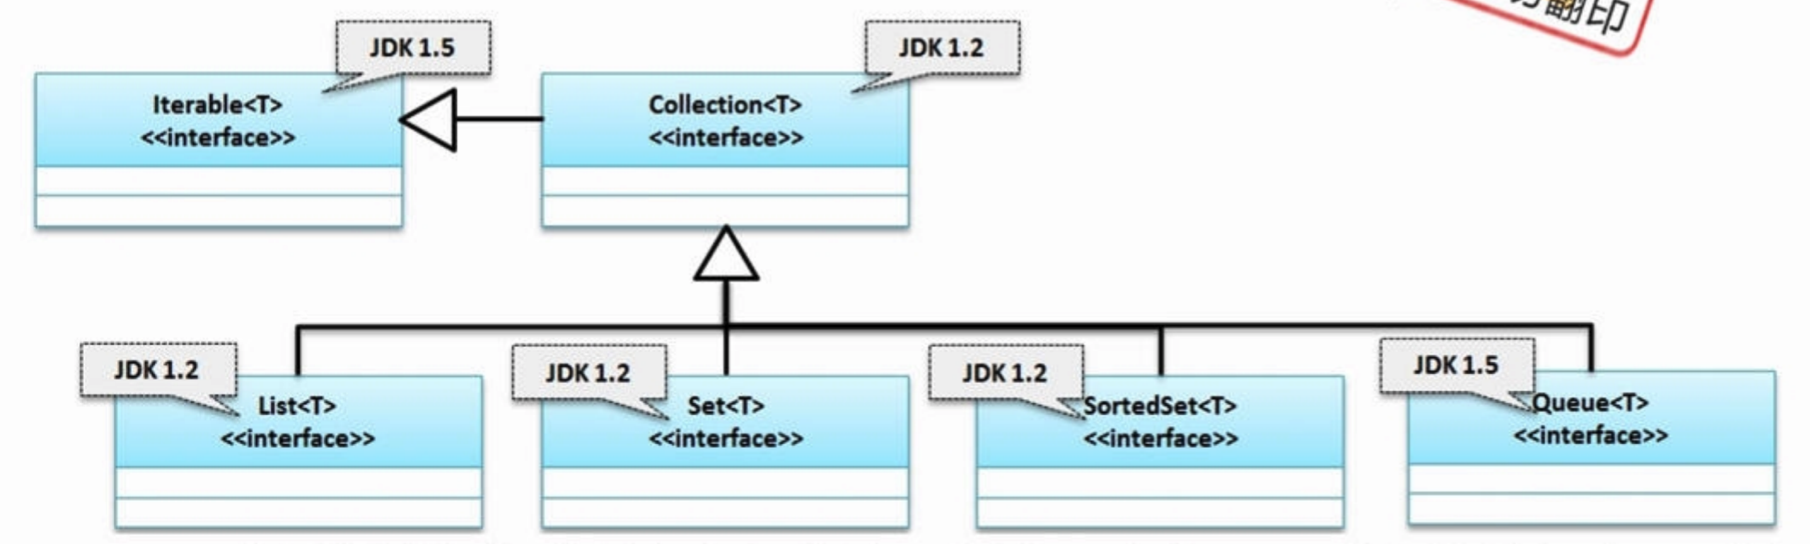 翻印
JDK 1.5
JDK 1.2
Iterable<T>
<<interface>>
Collection<T>
<<interface>>
JDK 1.2
List<T>
<<interface>>
JDK 1.2
Set<T>
<<interface>>
JDK 1.2
SortedSet<T>
<<interface>>
JDK 1.5
Queue<T>
<<interface>>